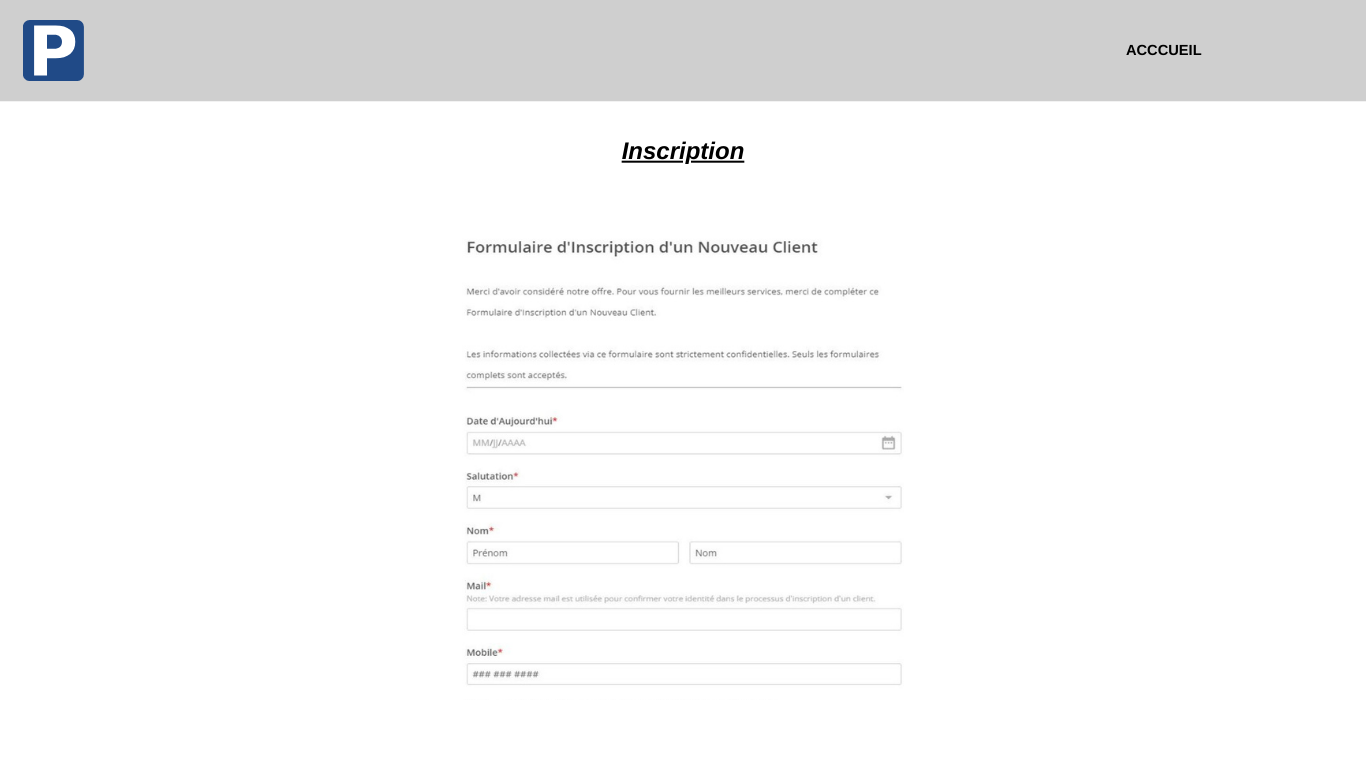 P
ACCCUEIL
Inscription
Formulaire d'Inscription d'un Nouveau Client
Merci d'avoir considéré notre offre. Pour vous fournir les meilleurs services, merci de compléter ce
Formulaire d'Inscription d'un Nouveau Client.
Les informations collectées via ce formulaire sont strictement confidentielles. Seuls les formulaires
complets sont acceptés.
Date d'Aujourd'hui*
MM/JJ/AAAA
Salutation*
M
Nom*
Prénom Nom
Mail*
Note: Votre adresse mail est utilisée pour confirmer votre identité dans le processus d'inscription d'un client.
Mobile*
### ### ####